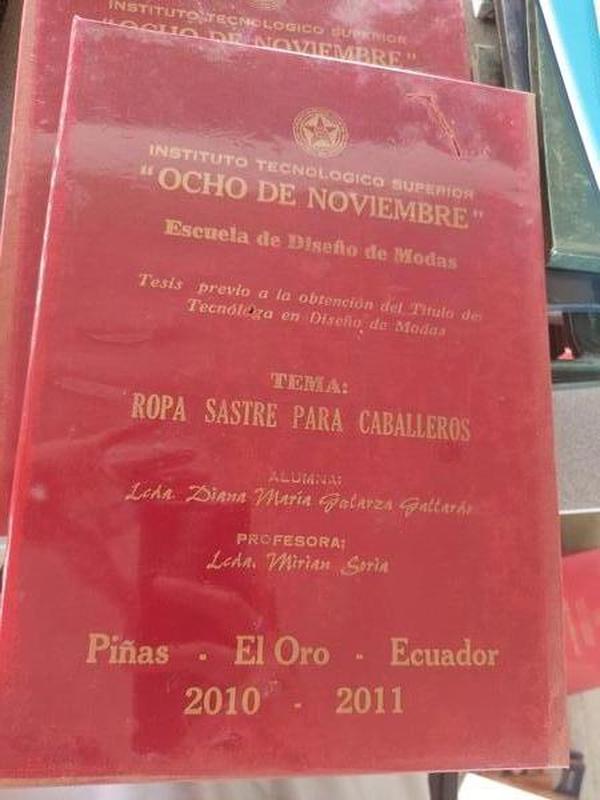 INSTITUTO TECNOLOGICO SUPERIOR
"OCHO DE NOVIEMBRE"
INSTITUTO TECNOLOGICO SUPERIOR
"OCHO DE NOVIEMBRE"
Escuela de Diseño de Modas
Tesis previo a la obtención del Titulo de
Tecnóloga en Diseño de Modas
TEMA:
ROPA SASTRE PARA CABALLEROS
ALUMNA:
Lcda. Diana María Galarza Gallardo
PROFESORA:
Lcda. Mirian Soria
Piñas - El Oro - Ecuador
2010 - 2011